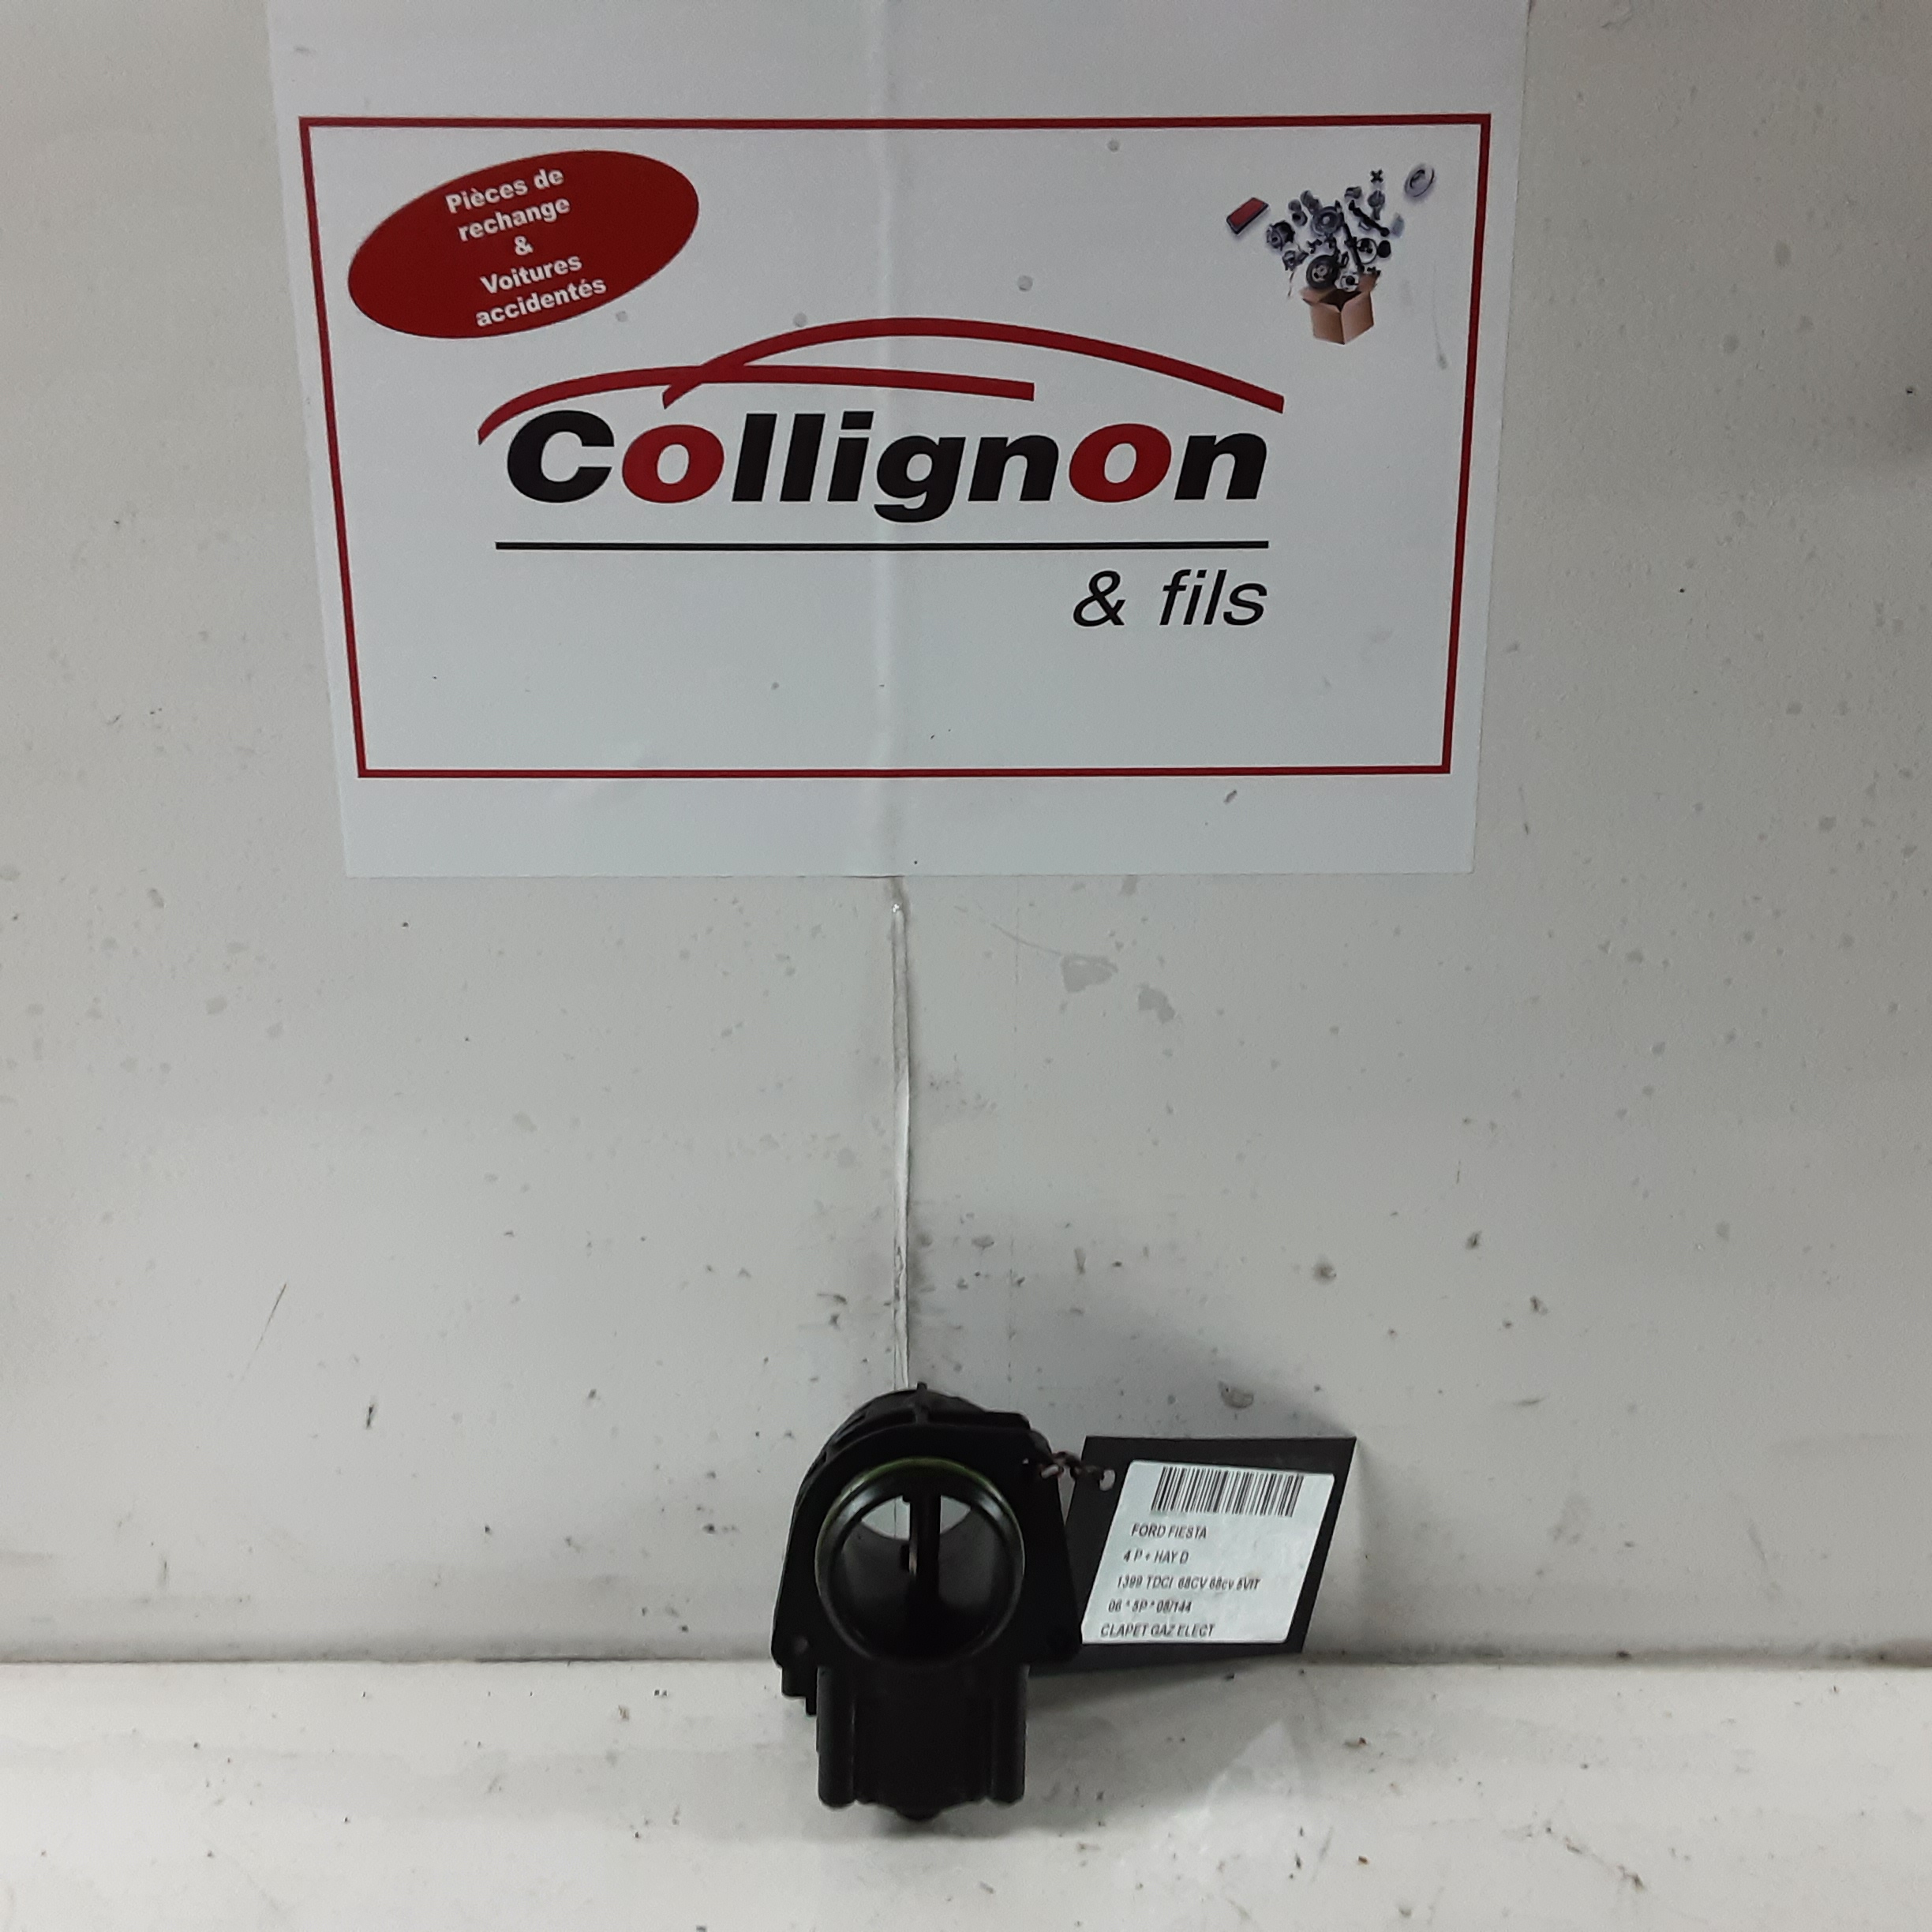 Pièces de
rechange
&
Voitures
accidentés
Collignon
& fils
FORD FIESTA
4 P + HAY D
1399 TDCI 68CV 68cv 5VIT
06 * 5P * 08/144
CLAPET GAZ ELECT